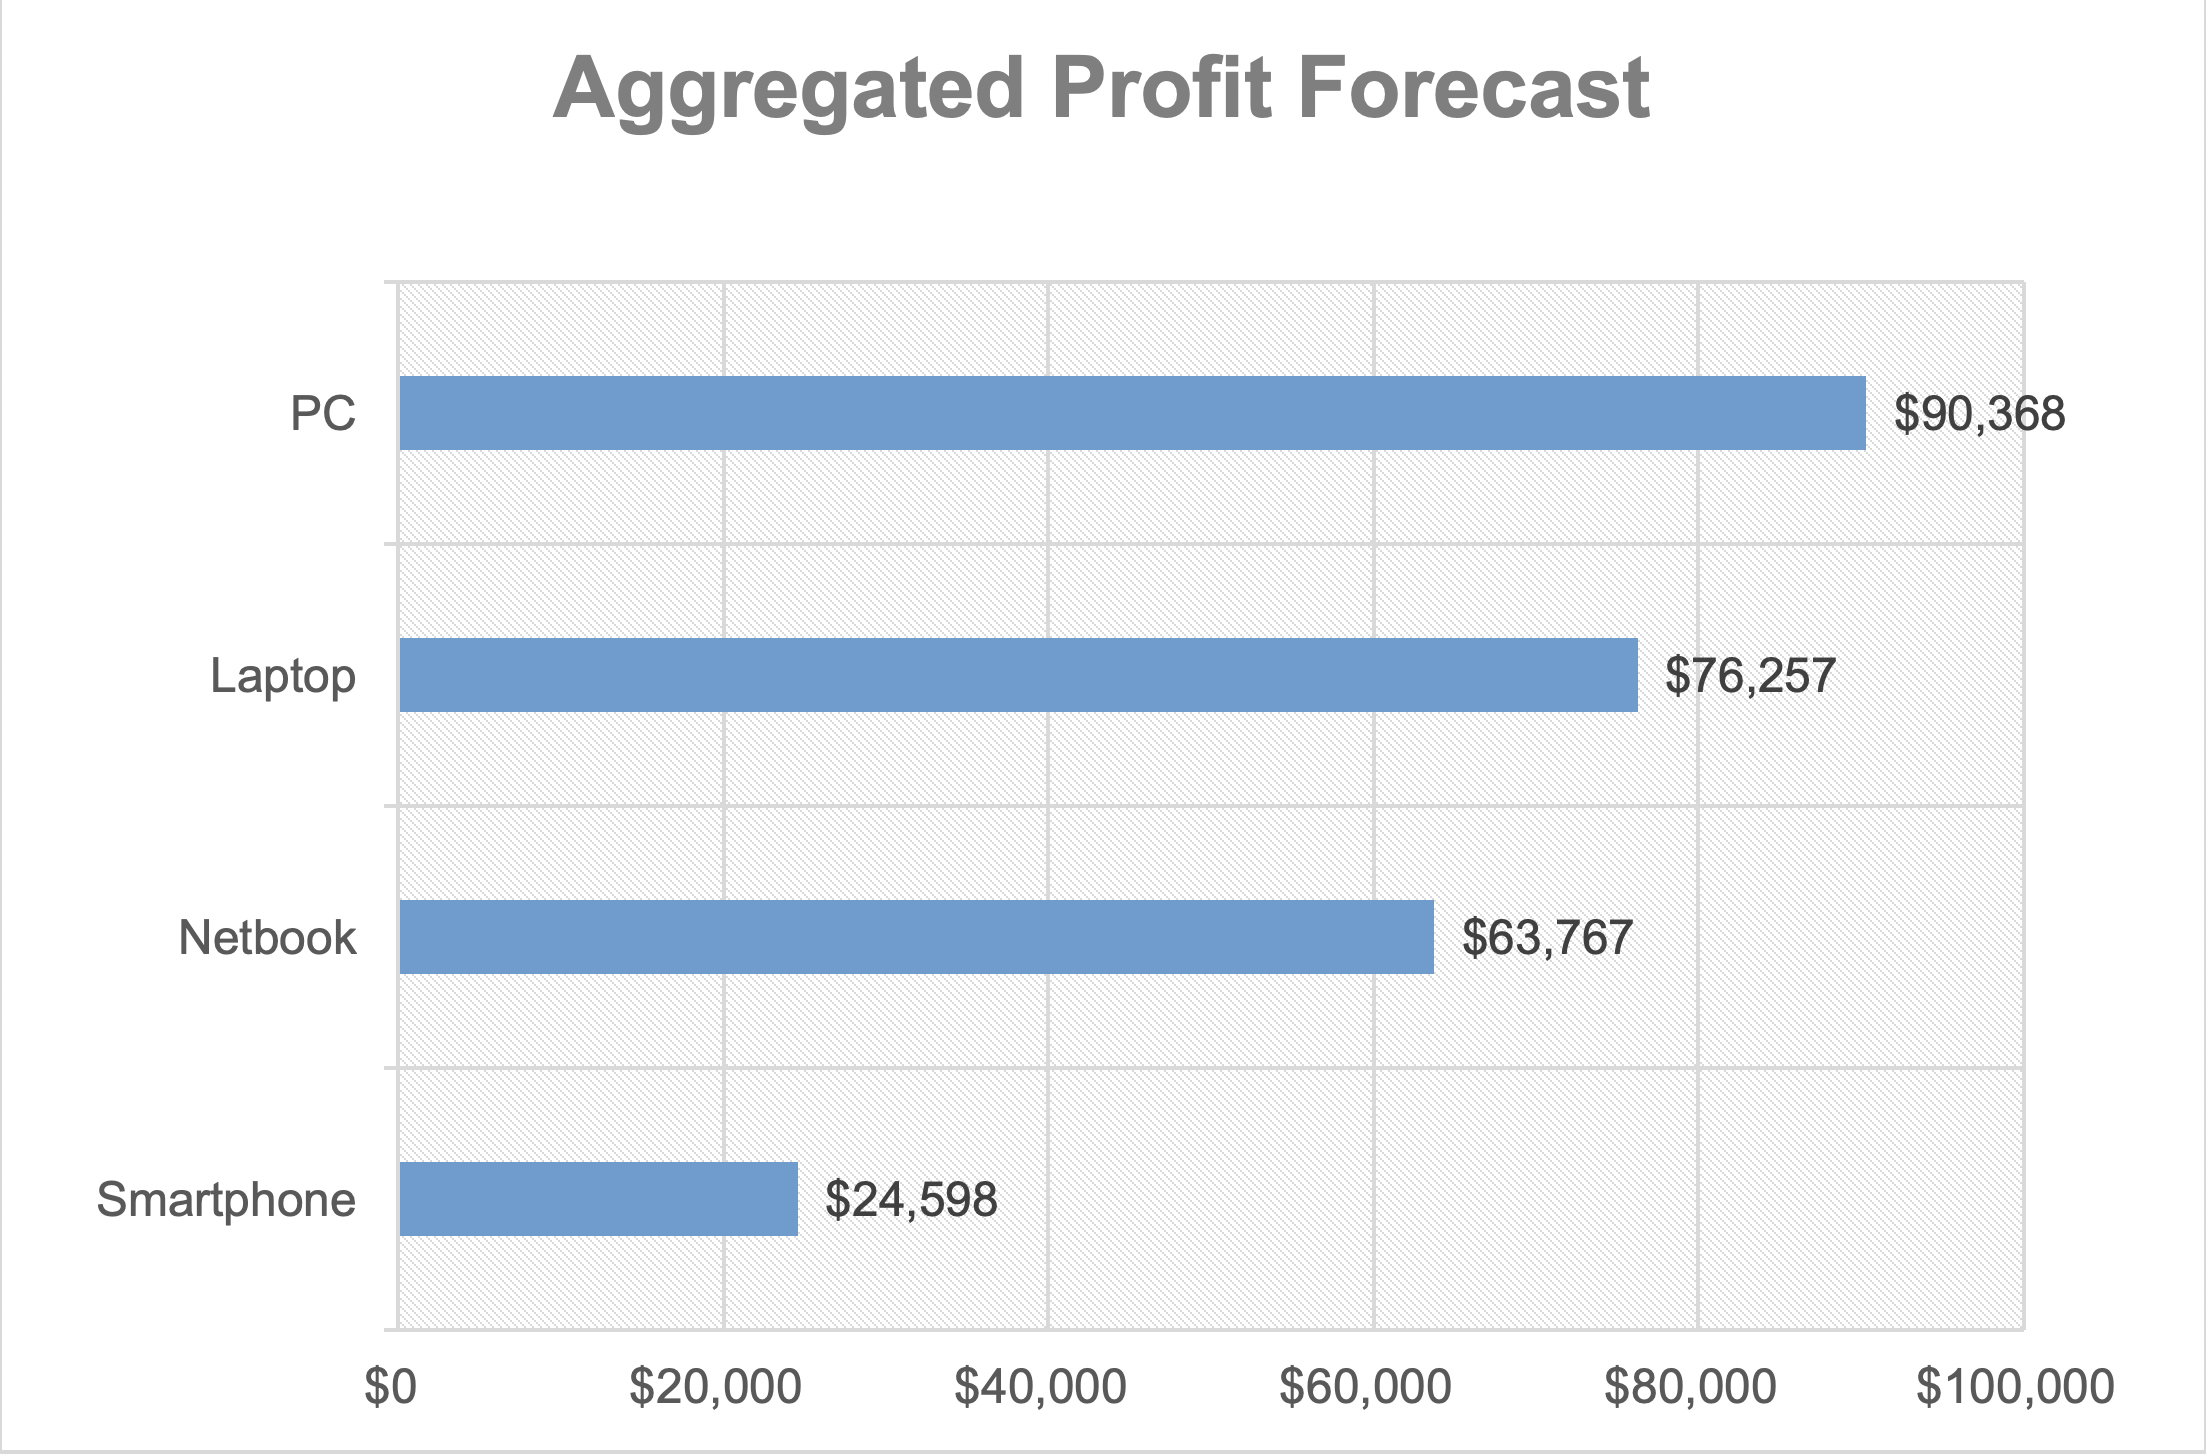 Aggregated Profit Forecast
PC
$90,368
Laptop
$76,257
Netbook
$63,767
Smartphone
$24,598
$0 $20,000 $40,000 $60,000 $80,000 $100,000